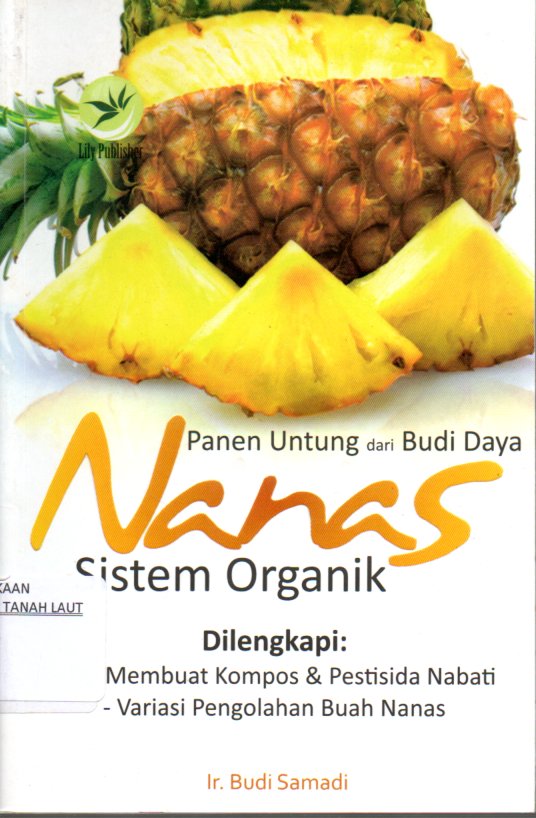 Lily Publisher
Panen Untung dari Budi Daya
Nanas
Sistem Organik
KAAN
TANAH LAUT
Dilengkapi:
Membuat Kompos & Pestisida Nabati
- Variasi Pengolahan Buah Nanas
Ir. Budi Samadi